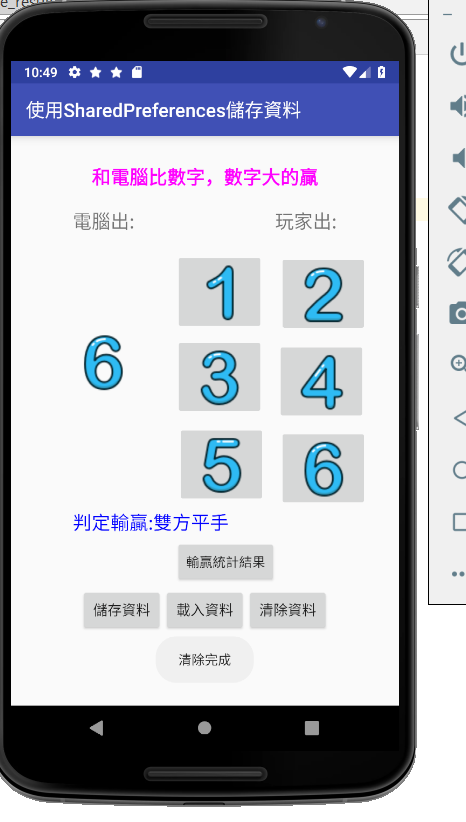 10:49
使用SharedPreferences儲存資料
和電腦比數字，數字大的贏
電腦出:
玩家出:
1 2
6
3 4
5 6
判定輸贏:雙方平手
輸贏統計結果
儲存資料 載入資料 清除資料
清除完成